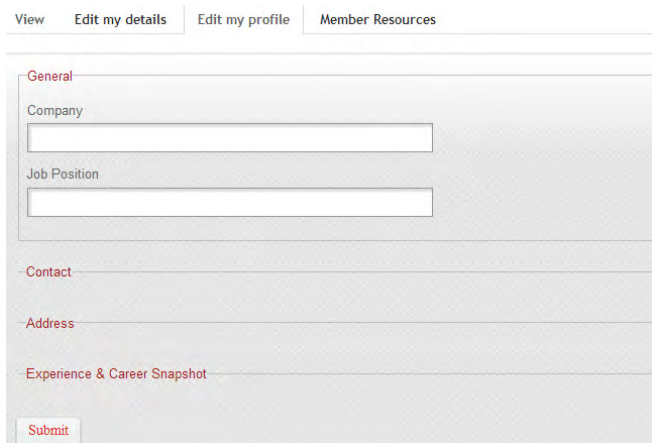 View Edit my details Edit my profile Member Resources
General
Company
Job Position
Contact
Address
Experience & Career Snapshot
Submit